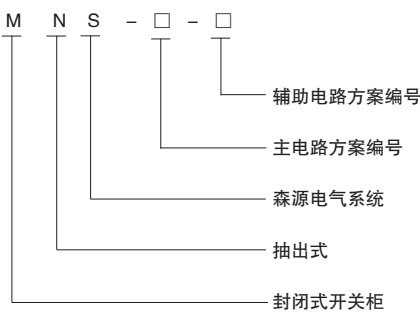 M N S - □ - □
辅助电路方案编号
主电路方案编号
森源电气系统
抽出式
封闭式开关柜